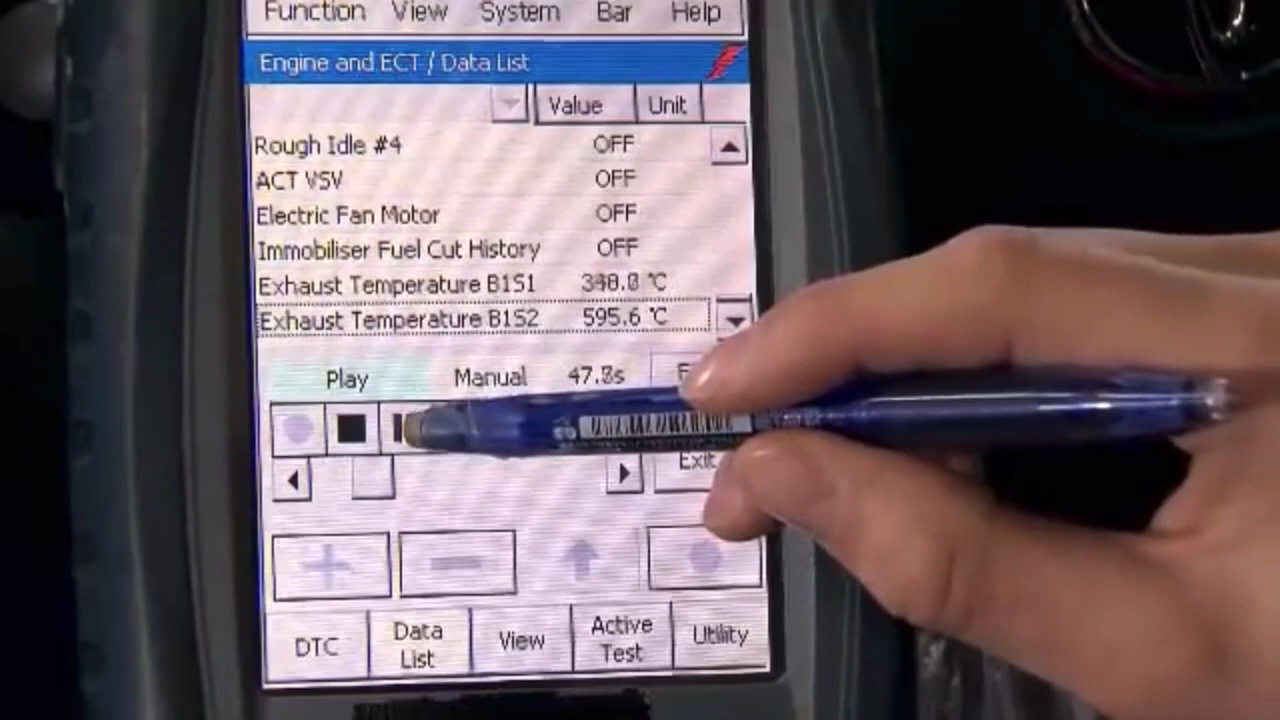 Function View System Bar Help
Engine and ECT / Data List
Value Unit
Rough Idle #4 OFF
ACT VSV OFF
Electric Fan Motor OFF
Immobiliser Fuel Cut History OFF
Exhaust Temperature B1S1 °C
Exhaust Temperature B1S2 595.6 °C
Play Manual
Exit
DTC Data List View Active Test Utility